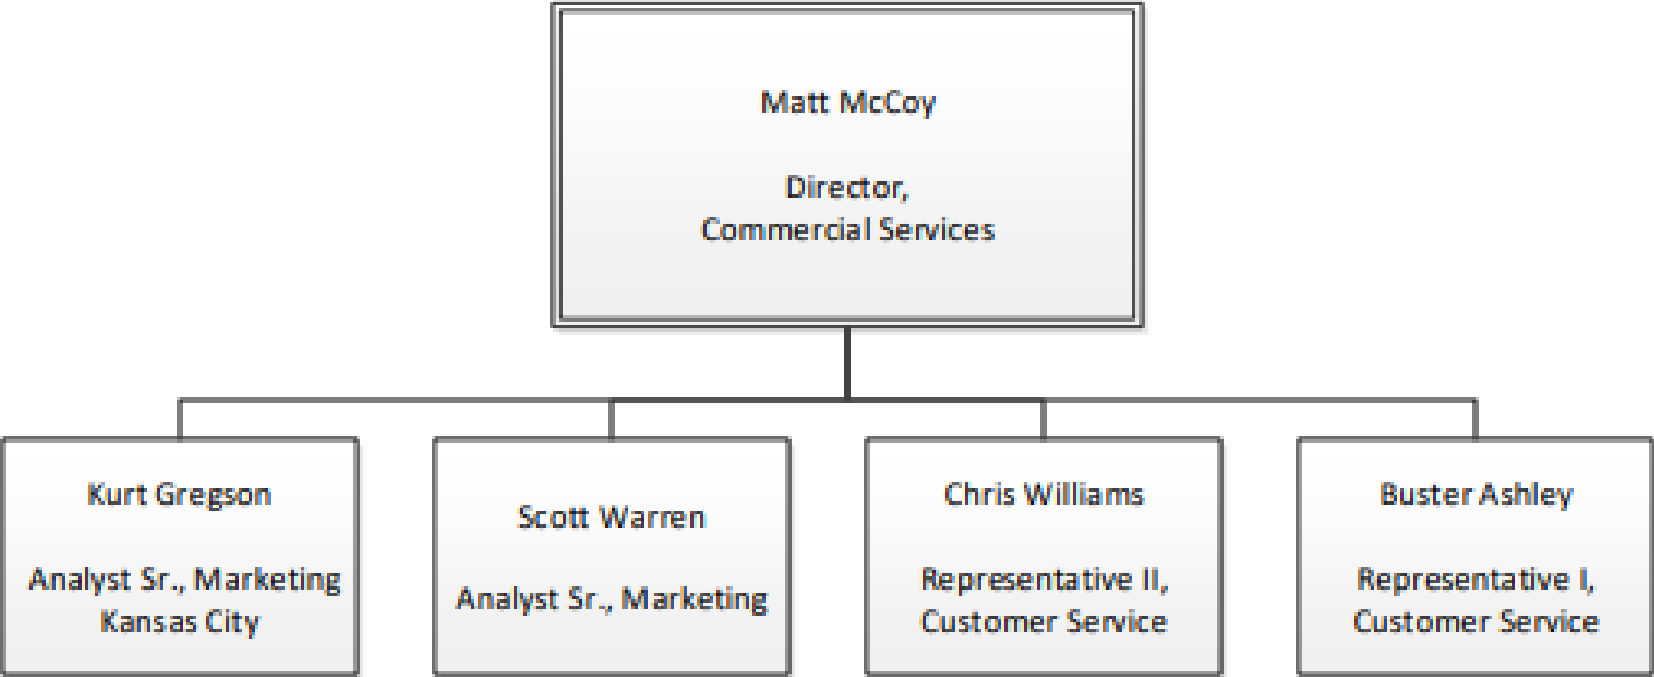 Matt McCoy
Director,
Commercial Services
Kurt Gregson
Analyst Sr., Marketing
Kansas City
Scott Warren
Analyst Sr., Marketing
Chris Williams
Representative II,
Customer Service
Buster Ashley
Representative I,
Customer Service